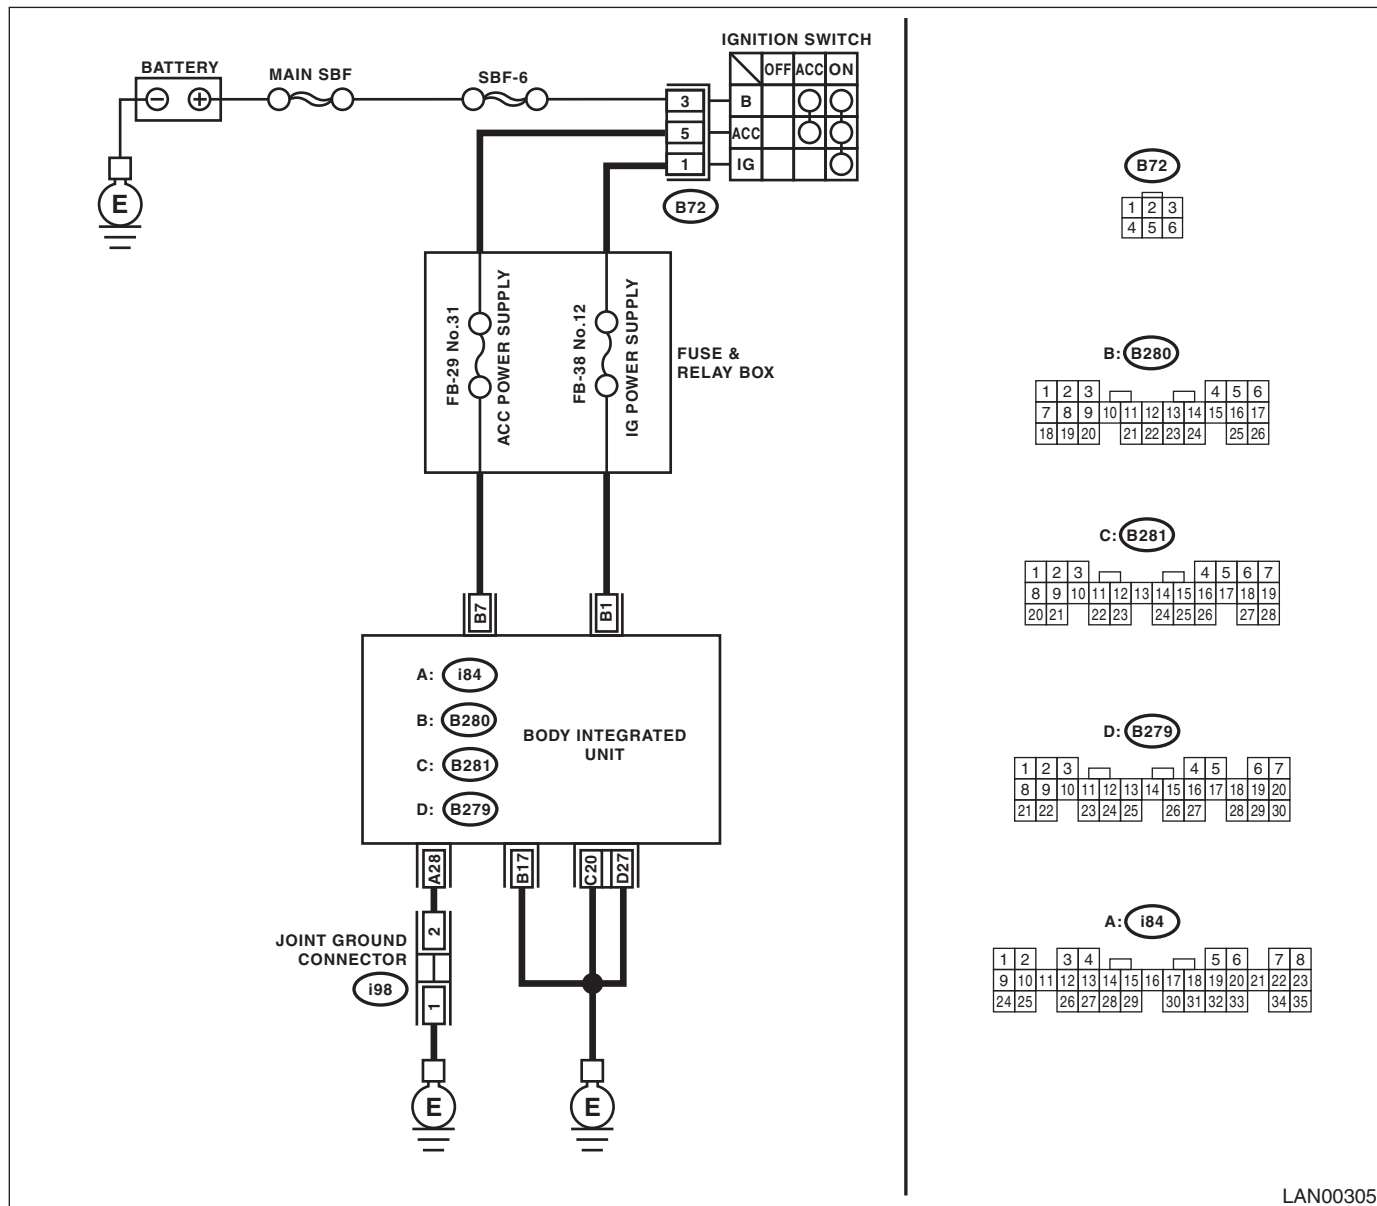 IGNITION SWITCH
OFF ACC ON
BATTERY
MAIN SBF
SBF-6
3 B
5 ACC
1 IG
B72
E
FB-29 No.31
ACC POWER SUPPLY
FB-38 No.12
IG POWER SUPPLY
FUSE &
RELAY BOX
B7
B1
A: i84
B: B280
C: B281
D: B279
BODY INTEGRATED
UNIT
A28
B17
C20
D27
JOINT GROUND
CONNECTOR
i98
2
1
E
E
B72
1 2 3
4 5 6
B: B280
1 2 3 4 5 6
7 8 9 10 11 12 13 14 15 16 17
18 19 20 21 22 23 24 25 26
C: B281
1 2 3 4 5 6 7
8 9 10 11 12 13 14 15 16 17 18 19
20 21 22 23 24 25 26 27 28
D: B279
1 2 3 4 5 6 7
8 9 10 11 12 13 14 15 16 17 18 19 20
21 22 23 24 25 26 27 28 29 30
A: i84
1 2 3 4 5 6 7 8
9 10 11 12 13 14 15 16 17 18 19 20 21 22 23
24 25 26 27 28 29 30 31 32 33 34 35
LAN00305